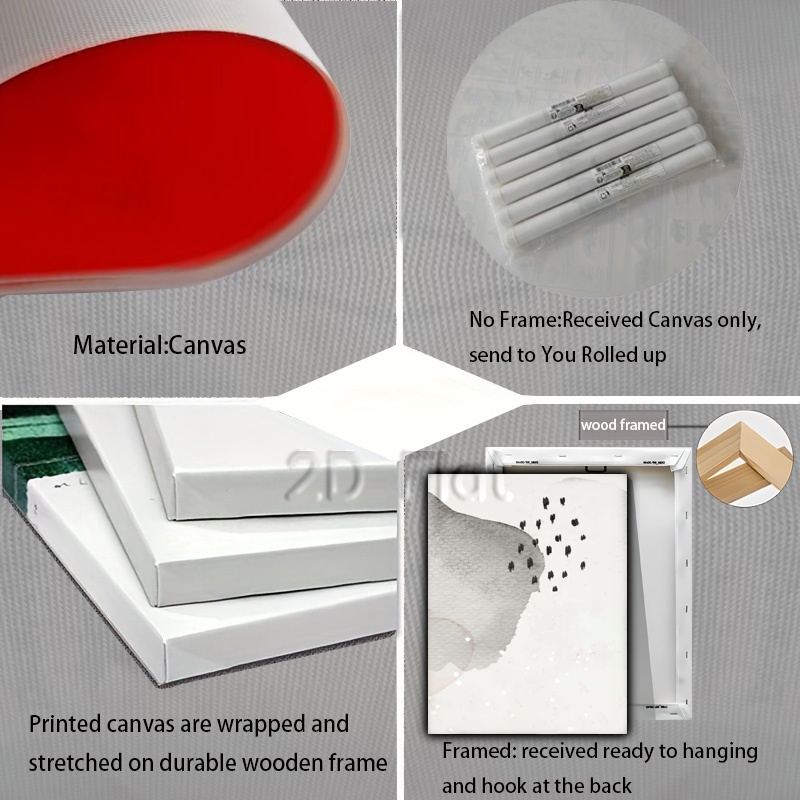 Material:Canvas
No Frame:Received Canvas only,
send to You Rolled up
2D Flat
wood framed
Printed canvas are wrapped and
stretched on durable wooden frame
Framed: received ready to hanging
and hook at the back